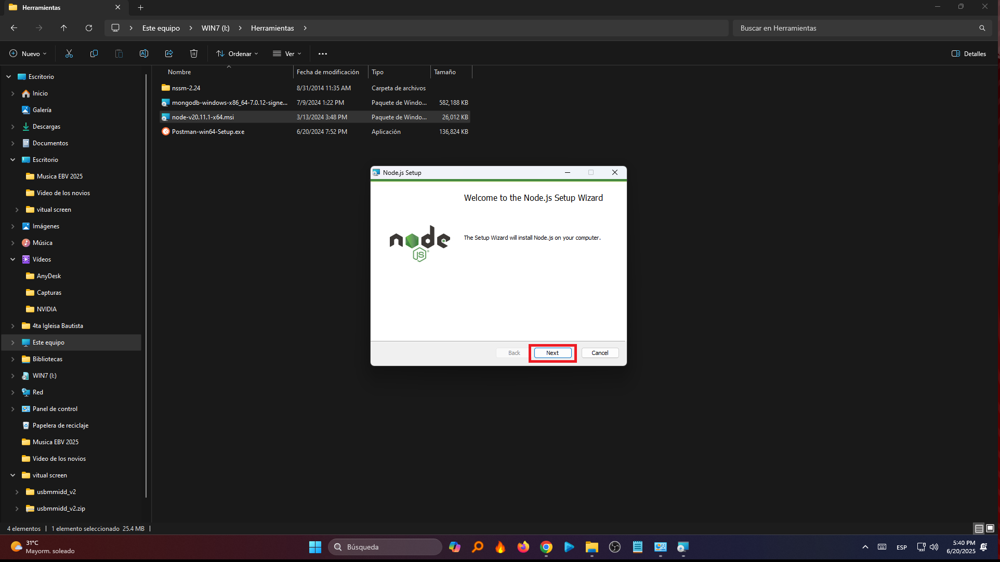 Herramientas
Este equipo
WIN7 (I:)
Herramientas
Buscar en Herramientas
Nuevo
Ordenar
Ver
Detalles
Nombre Fecha de modificación Tipo Tamaño
nssm-2.24 8/31/2014 11:35 AM Carpeta de archivos
mongodb-windows-x86_64-7.0.12-signe... 7/9/2024 1:22 PM Paquete de Windo... 582,188 KB
node-v20.11.1-x64.msi 3/13/2024 3:48 PM Paquete de Windo... 26,012 KB
Postman-win64-Setup.exe 6/20/2024 7:52 PM Aplicación 136,824 KB
Escritorio
Inicio
Galería
Descargas
Documentos
Escritorio
Musica EBV 2025
Video de los novios
vitual screen
Imágenes
Música
Vídeos
AnyDesk
Capturas
NVIDIA
4ta Igleisa Bautista
Este equipo
Bibliotecas
WIN7 (I:)
Red
Panel de control
Papelera de reciclaje
Musica EBV 2025
Video de los novios
vitual screen
usbmmidd_v2
usbmmidd_v2.zip
Node.js Setup
Welcome to the Node.js Setup Wizard
The Setup Wizard will install Node.js on your computer.
node
JS
Back
Next
Cancel
4 elementos
1 elemento seleccionado 25.4 MB
31°C
Mayorm. soleado
Búsqueda
ESP
5:40 PM
6/20/2025